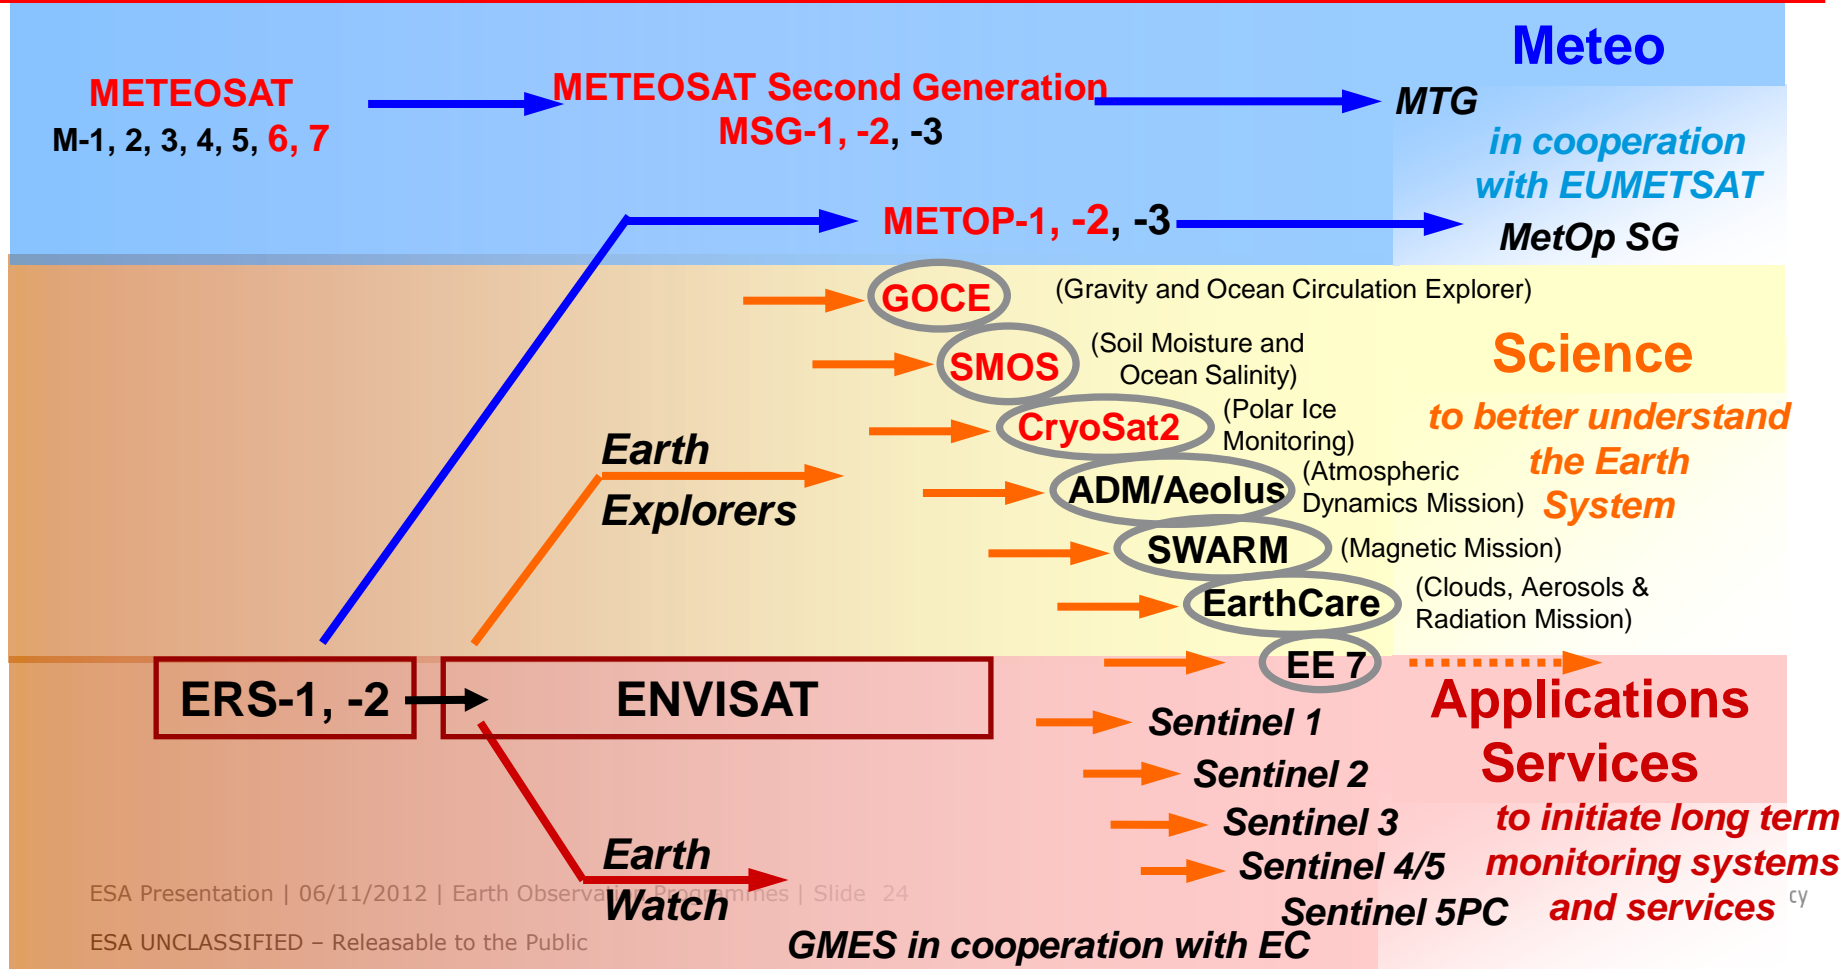 Meteo
METEOSAT
M-1, 2, 3, 4, 5, 6, 7
METEOSAT Second Generation
MSG-1, -2, -3
MTG
in cooperation
with EUMETSAT
METOP-1, -2, -3
MetOp SG
GOCE
(Gravity and Ocean Circulation Explorer)
SMOS
(Soil Moisture and
Ocean Salinity)
Science
to better understand
the Earth
System
CryoSat2
(Polar Ice
Monitoring)
Earth
Explorers
ADM/Aeolus
(Atmospheric
Dynamics Mission)
SWARM
(Magnetic Mission)
EarthCare
(Clouds, Aerosols &
Radiation Mission)
EE 7
ERS-1, -2
ENVISAT
Applications
Services
to initiate long term
monitoring systems
and services
Sentinel 1
Sentinel 2
Sentinel 3
Sentinel 4/5
Sentinel 5PC
Earth
Watch
GMES in cooperation with EC
ESA Presentation | 06/11/2012 | Earth Observation Programmes | Slide 24
ESA UNCLASSIFIED – Releasable to the Public
cy